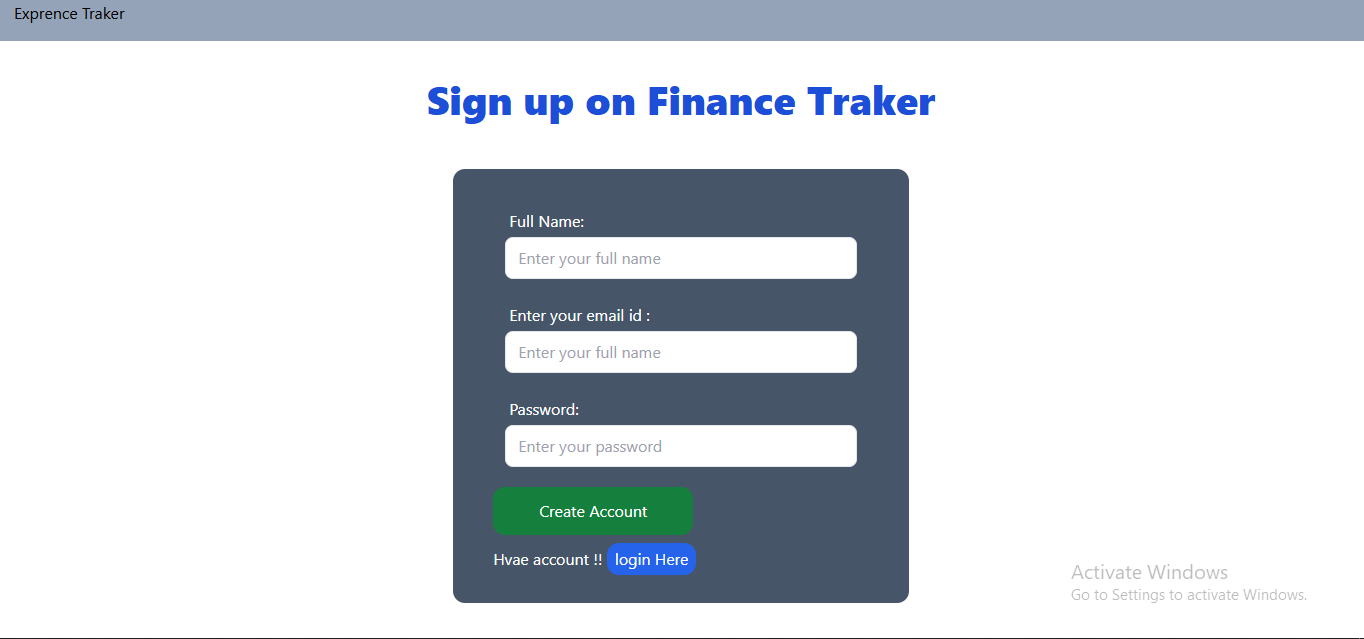 Exprence Traker
Sign up on Finance Traker
Full Name:
Enter your full name
Enter your email id :
Enter your full name
Password:
Enter your password
Create Account
Hvae account !! login Here
Activate Windows
Go to Settings to activate Windows.